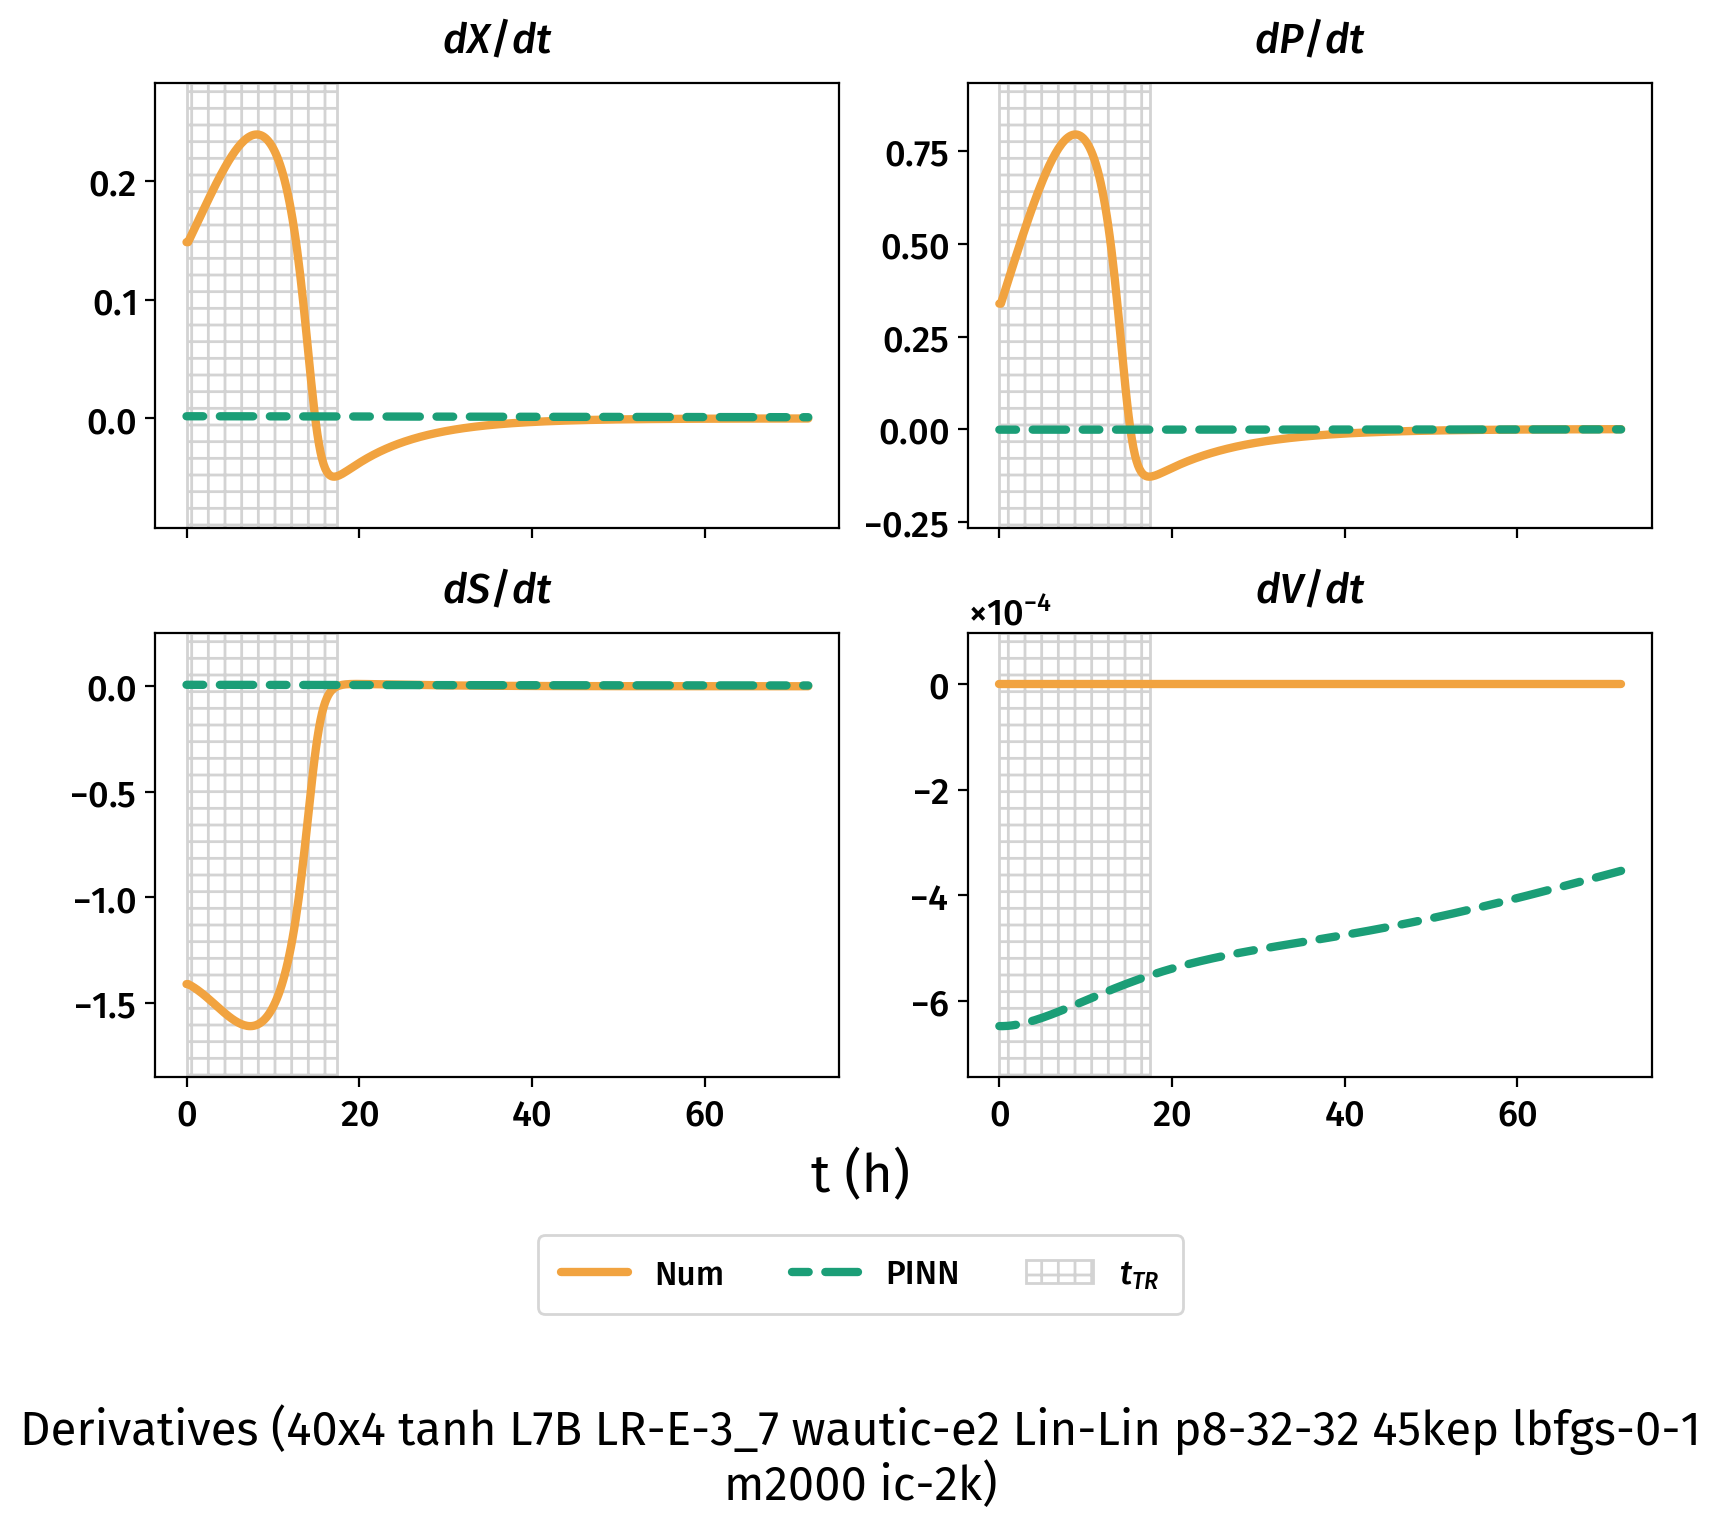 dX/dt
dP/dt
0.2
0.1
0.0
0.75
0.50
0.25
0.00
−0.25
dS/dt
dV/dt
×10⁻⁴
0.0
−0.5
−1.0
−1.5
0
−2
−4
−6
0 20 40 60
0 20 40 60
t (h)
Num PINN t_TR
Derivatives (40x4 tanh L7B LR-E-3_7 wautic-e2 Lin-Lin p8-32-32 45kep lbfgs-0-1
m2000 ic-2k)